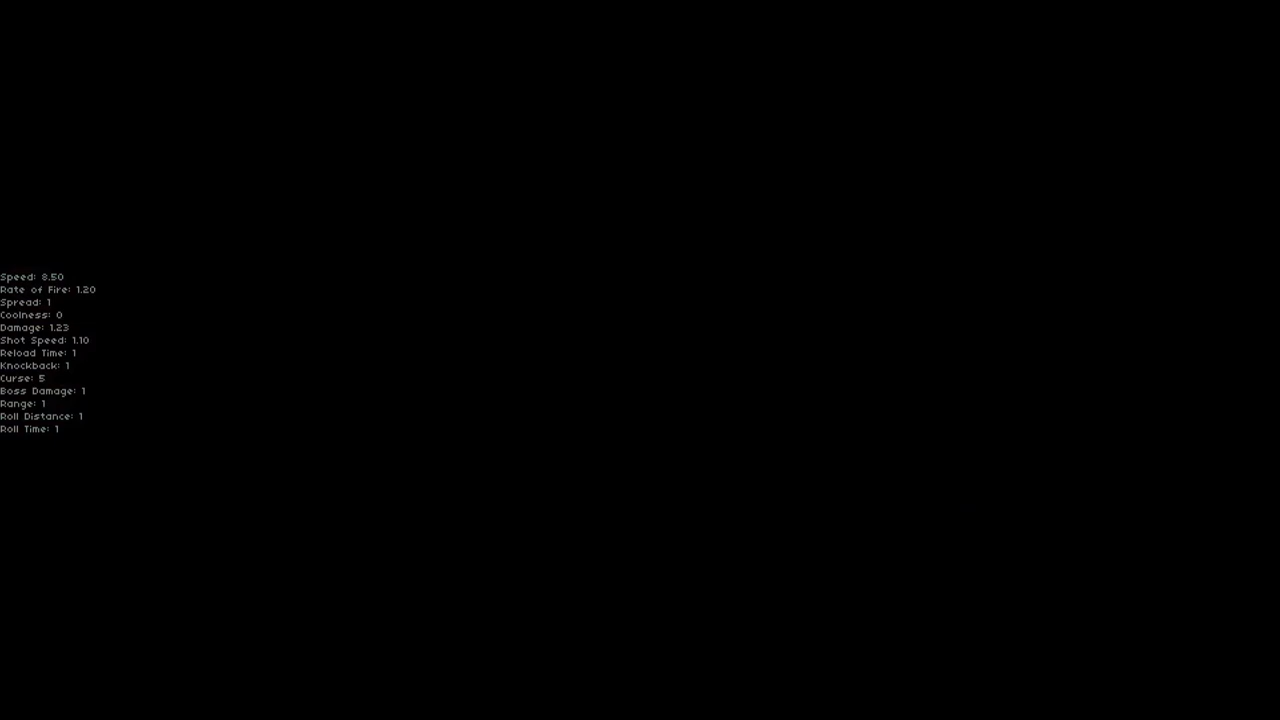 Speed: 8.50
Rate of Fire: 1.20
Spread: 1
Coolness: 0
Damage: 1.23
Shot Speed: 1.10
Reload Time: 1
Knockback: 1
Curse: 5
Boss Damage: 1
Range: 1
Roll Distance: 1
Roll Time: 1